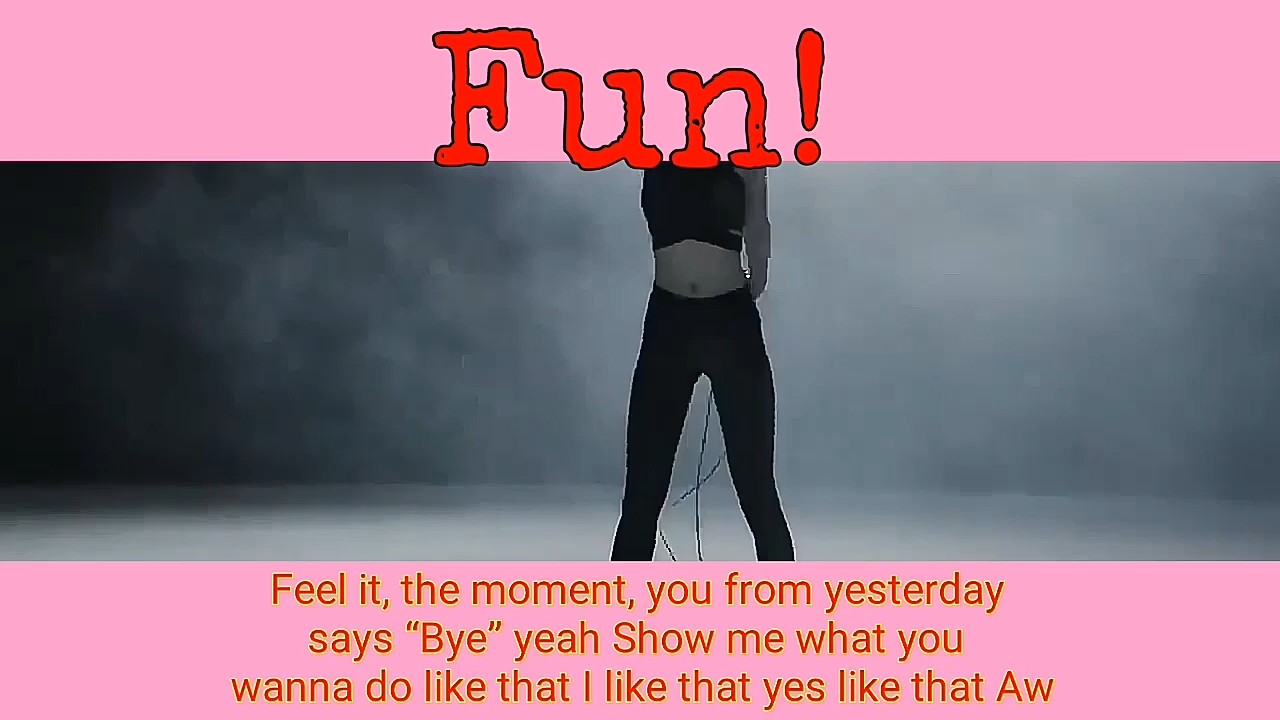 Fun!
Feel it, the moment, you from yesterday
says “Bye” yeah Show me what you
wanna do like that I like that yes like that Aw